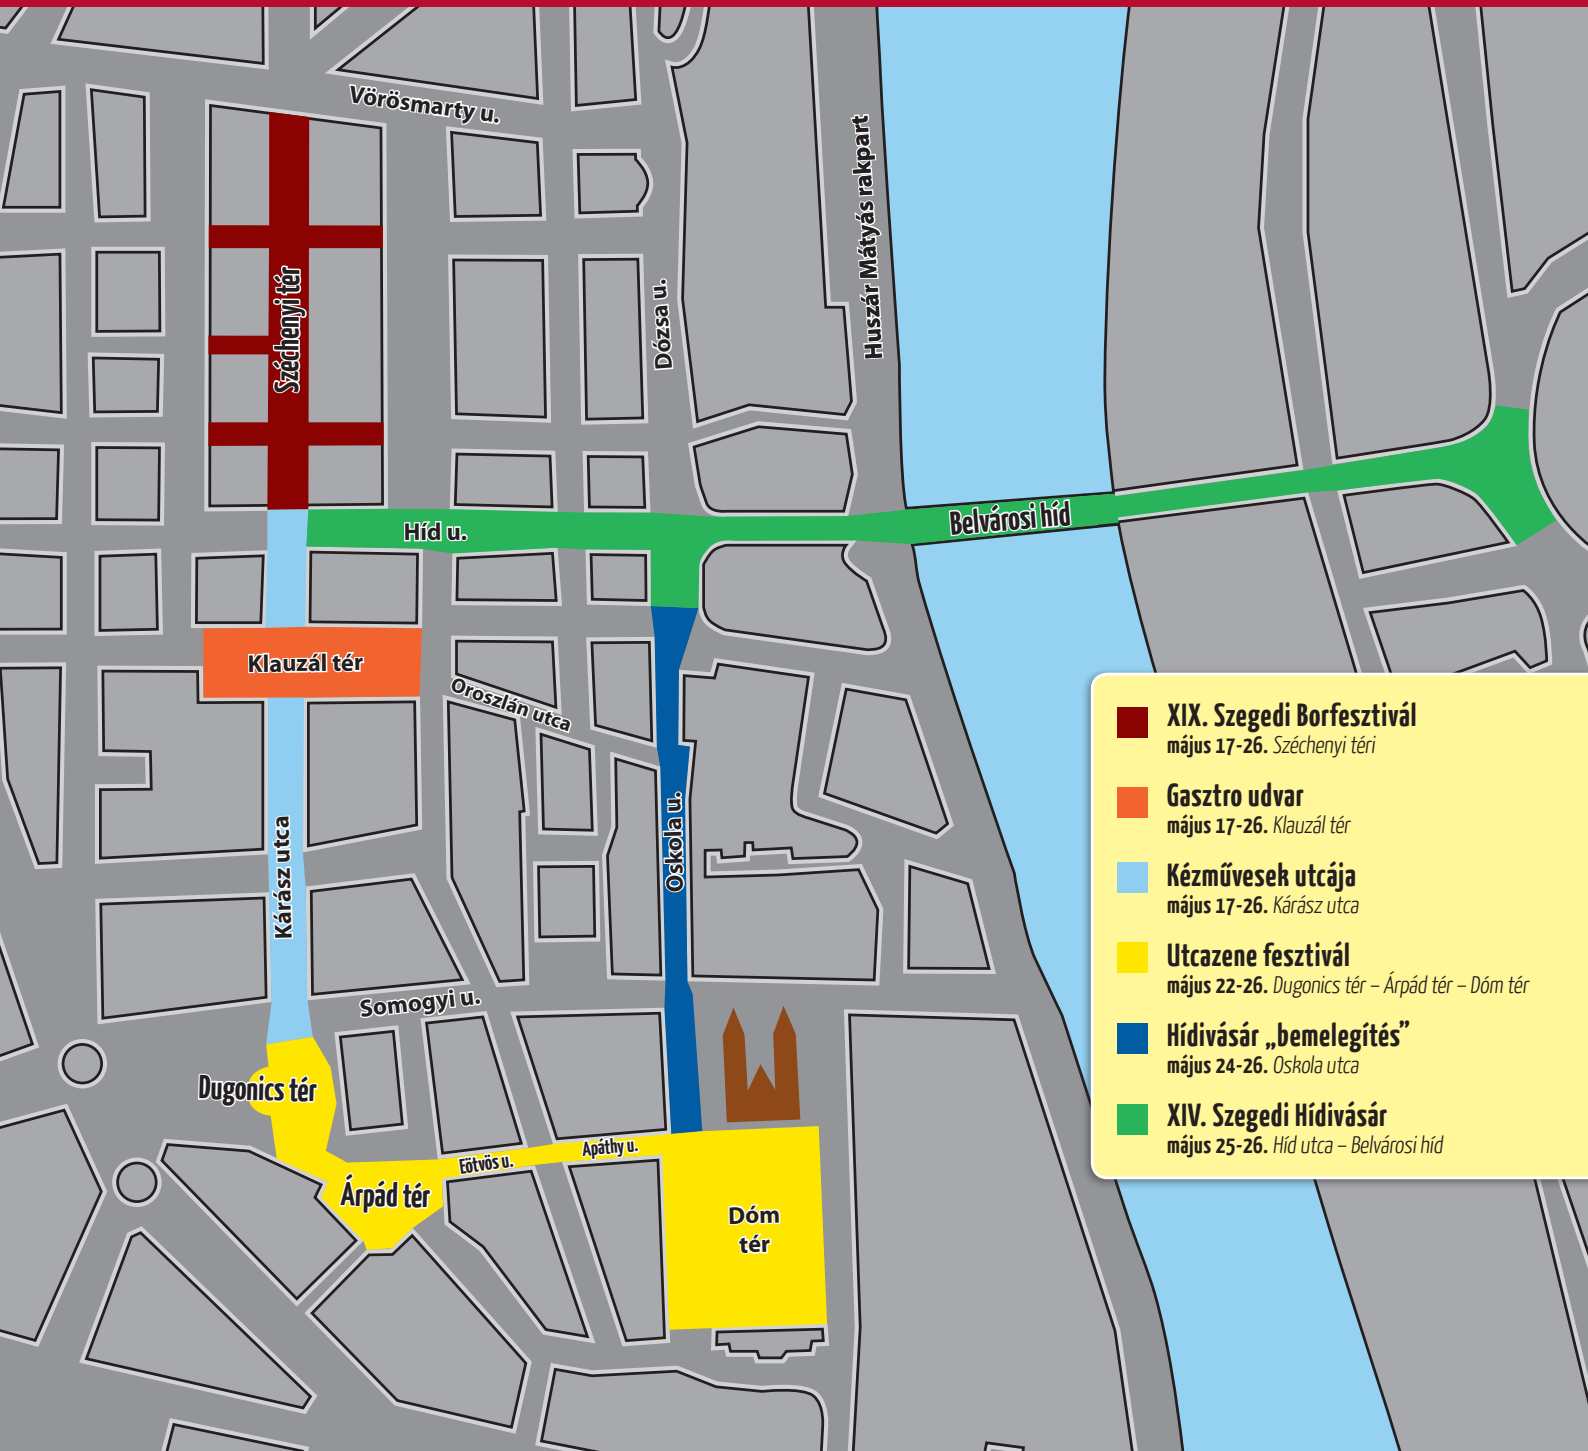 Vörösmarty u.
Huszár Mátyás rakpart
Széchenyi tér
Dózsa u.
Híd u.
Belvárosi híd
Klauzál tér
Oroszlán utca
Kárász utca
Oskola u.
Somogyi u.
Dugonics tér
Árpád tér
Eötvös u.
Apáthy u.
Dóm
tér
XIX. Szegedi Borfesztivál
május 17-26. Széchenyi téri
Gasztro udvar
május 17-26. Klauzál tér
Kézművesek utcája
május 17-26. Kárász utca
Utcazene fesztivál
május 22-26. Dugonics tér – Árpád tér – Dóm tér
Hídivásár „bemelegítés”
május 24-26. Oskola utca
XIV. Szegedi Hídivásár
május 25-26. Híd utca – Belvárosi híd